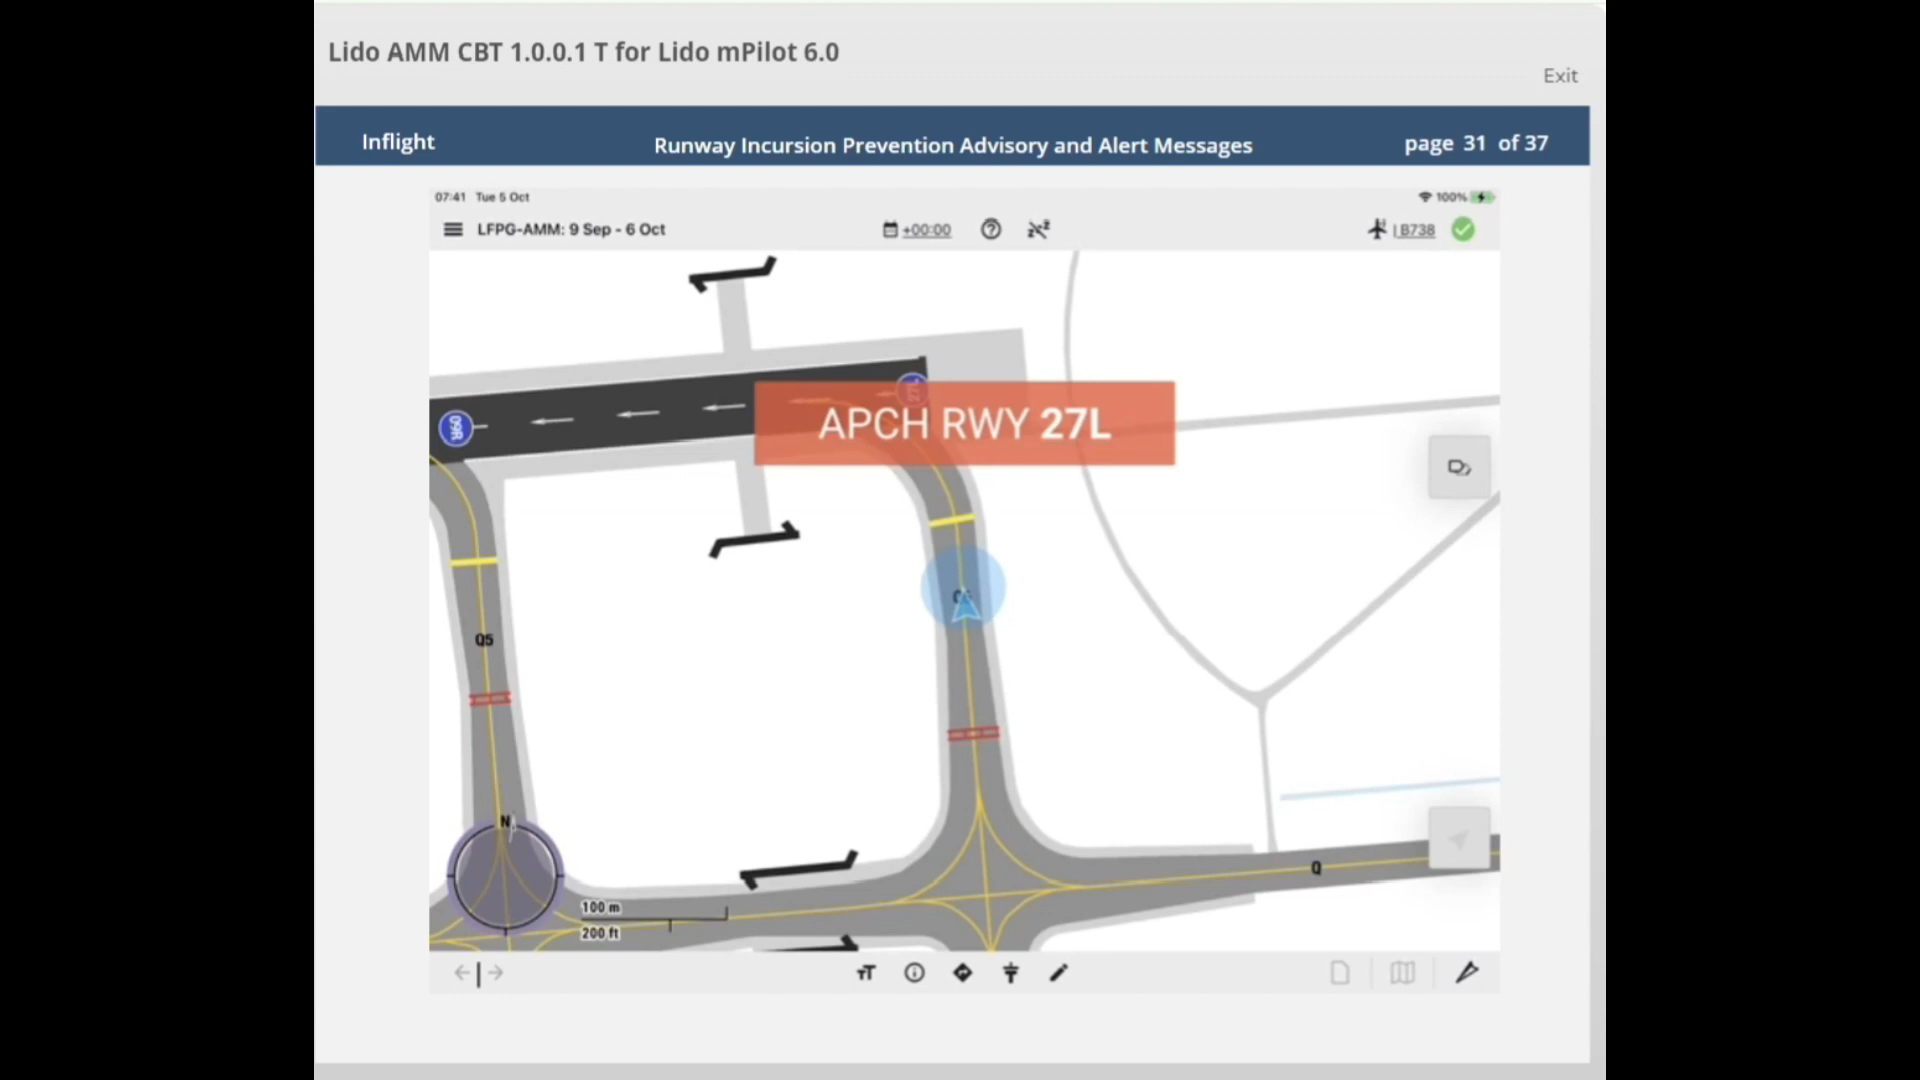 Lido AMM CBT 1.0.0.1 T for Lido mPilot 6.0
Exit
Inflight
Runway Incursion Prevention Advisory and Alert Messages
page 31 of 37
07:41 Tue 5 Oct
100%
LFPG-AMM: 9 Sep - 6 Oct
+00:00
B738
09R
27L
APCH RWY 27L
Q5
N
Q
100 m
200 ft